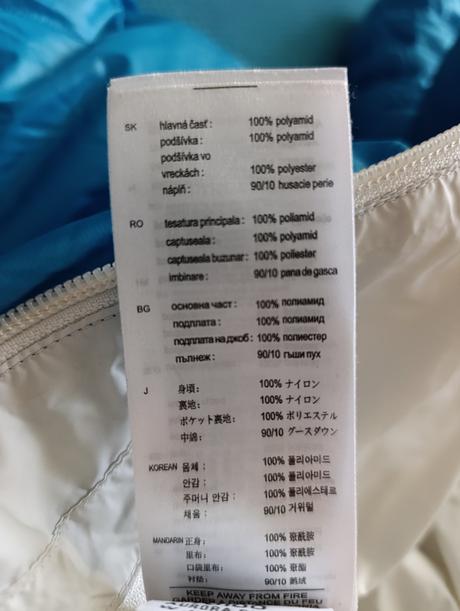 SK hlavná časť : 100% polyamid
podšívka : 100% polyamid
podšívka vo
vreckách : 100% polyester
náplň : 90/10 husacie perie
RO tesatura principala : 100% poliamid
captuseala : 100% polyamid
captuseala buzunar : 100% poliester
imbinare : 90/10 pana de gasca
BG основна част : 100% полиамид
подплата : 100% полиамид
подплата на джоб : 100% полиестер
пълнеж : 90/10 гъши пух
J 身頃 : 100% ナイロン
裏地 : 100% ナイロン
ポケット裏地 : 100% ポリエステル
中綿 : 90/10 グースダウン
KOREAN 몸체 : 100% 폴리아미드
안감 : 100% 폴리아미드
주머니 안감 : 100% 폴리에스테르
채움 : 90/10 거위털
MANDARIN 正身 : 100% 聚酰胺
里布 : 100% 聚酰胺
口袋里布 : 100% 聚酯
90/10 鹅绒
KEEP AWAY FROM FIRE
GARDER A DISTANCE DU FEU